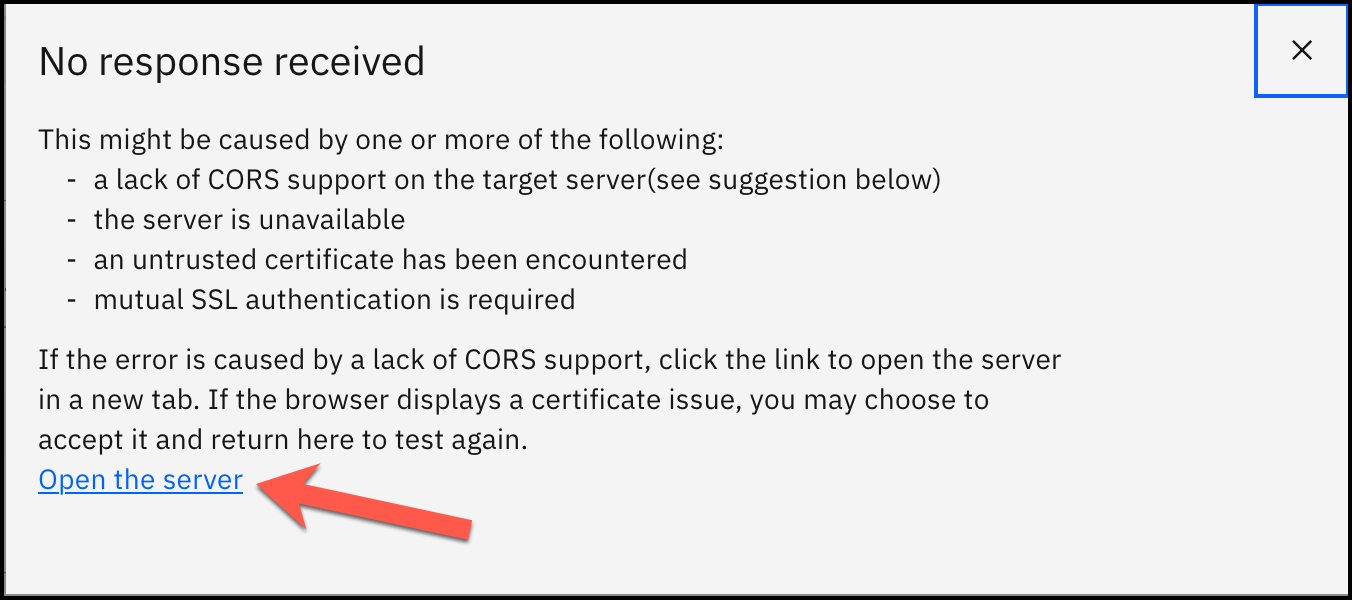 No response received
This might be caused by one or more of the following:
- a lack of CORS support on the target server(see suggestion below)
- the server is unavailable
- an untrusted certificate has been encountered
- mutual SSL authentication is required
If the error is caused by a lack of CORS support, click the link to open the server
in a new tab. If the browser displays a certificate issue, you may choose to
accept it and return here to test again.
Open the server